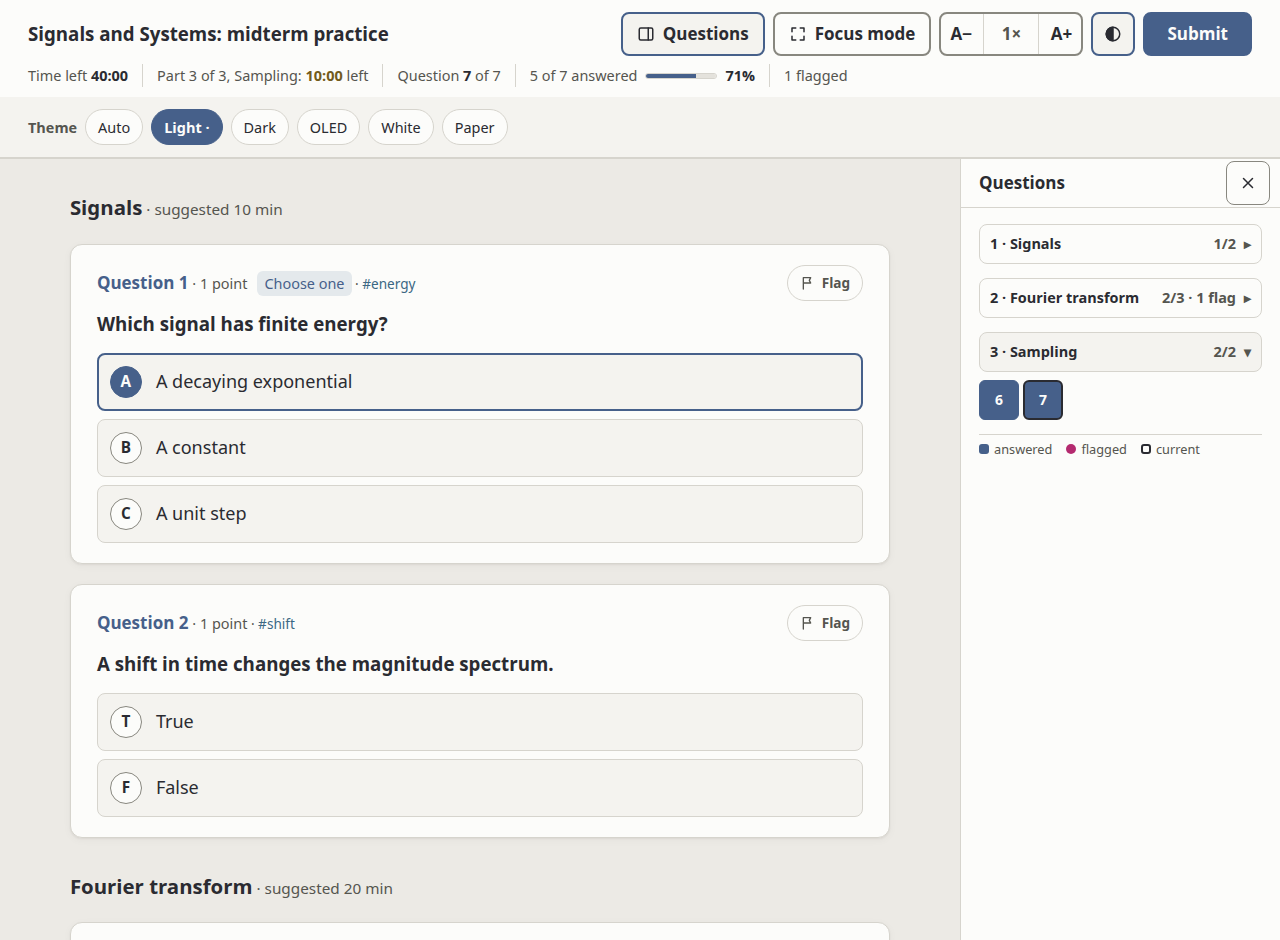 Signals and Systems: midterm practice
Questions
Focus mode
A− 1× A+
Submit
Time left 40:00
Part 3 of 3, Sampling: 10:00 left
Question 7 of 7
5 of 7 answered 71%
1 flagged
Theme Auto Light · Dark OLED White Paper
Signals · suggested 10 min
Question 1 · 1 point Choose one · #energy
Flag
Which signal has finite energy?
A A decaying exponential
B A constant
C A unit step
Question 2 · 1 point · #shift
Flag
A shift in time changes the magnitude spectrum.
T True
F False
Fourier transform · suggested 20 min
Questions
1 · Signals 1/2 ▸
2 · Fourier transform 2/3 · 1 flag ▸
3 · Sampling 2/2 ▾
6 7
answered flagged current